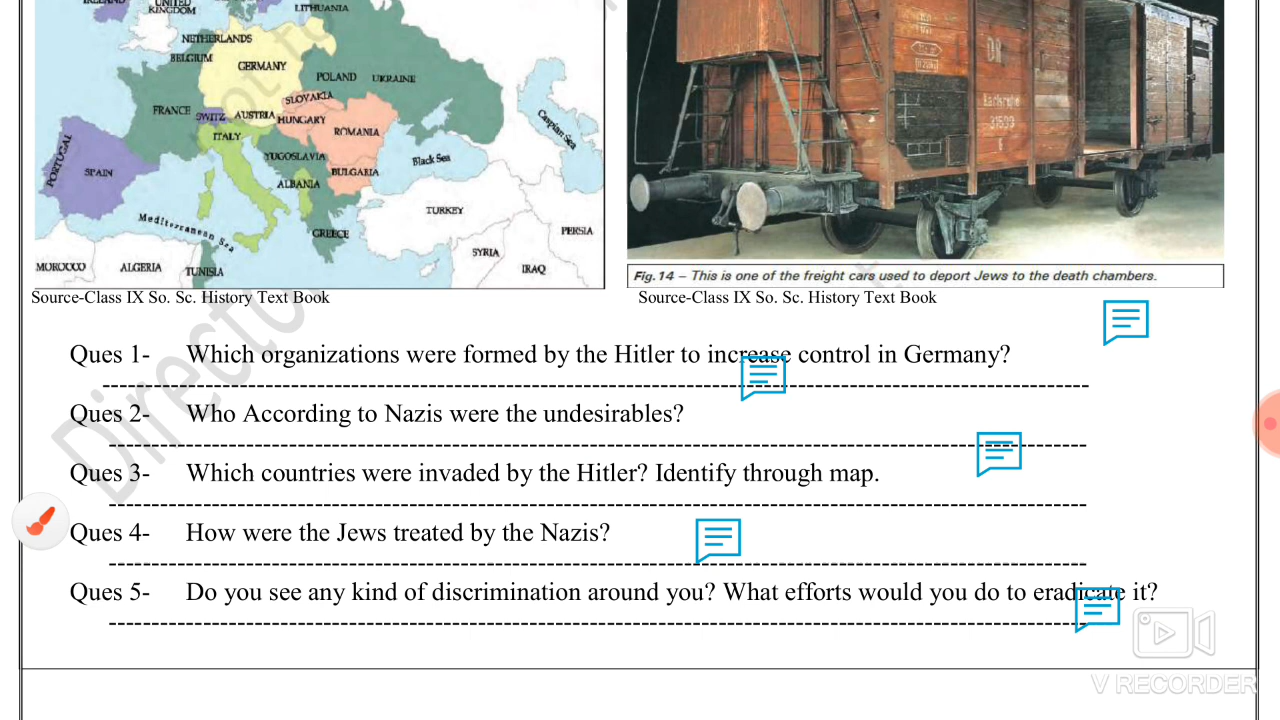 IRELAND
UNITED
KINGDOM
LITHUANIA
NETHERLANDS
BELGIUM
GERMANY
POLAND
UKRAINE
SLOVAKIA
FRANCE
SWITZ
AUSTRIA
HUNGARY
ITALY
ROMANIA
Caspian Sea
PORTUGAL
SPAIN
YUGOSLAVIA
Black Sea
ALBANIA
BULGARIA
TURKEY
Mediterranean Sea
GREECE
PERSIA
SYRIA
MOROCCO
ALGERIA
TUNISIA
IRAQ
DR
Karlsruhe
31599
Fig.14 – This is one of the freight cars used to deport Jews to the death chambers.
Source-Class IX So. Sc. History Text Book
Source-Class IX So. Sc. History Text Book
Ques 1- Which organizations were formed by the Hitler to increase control in Germany?
Ques 2- Who According to Nazis were the undesirables?
Ques 3- Which countries were invaded by the Hitler? Identify through map.
Ques 4- How were the Jews treated by the Nazis?
Ques 5- Do you see any kind of discrimination around you? What efforts would you do to eradicate it?
V RECORDER